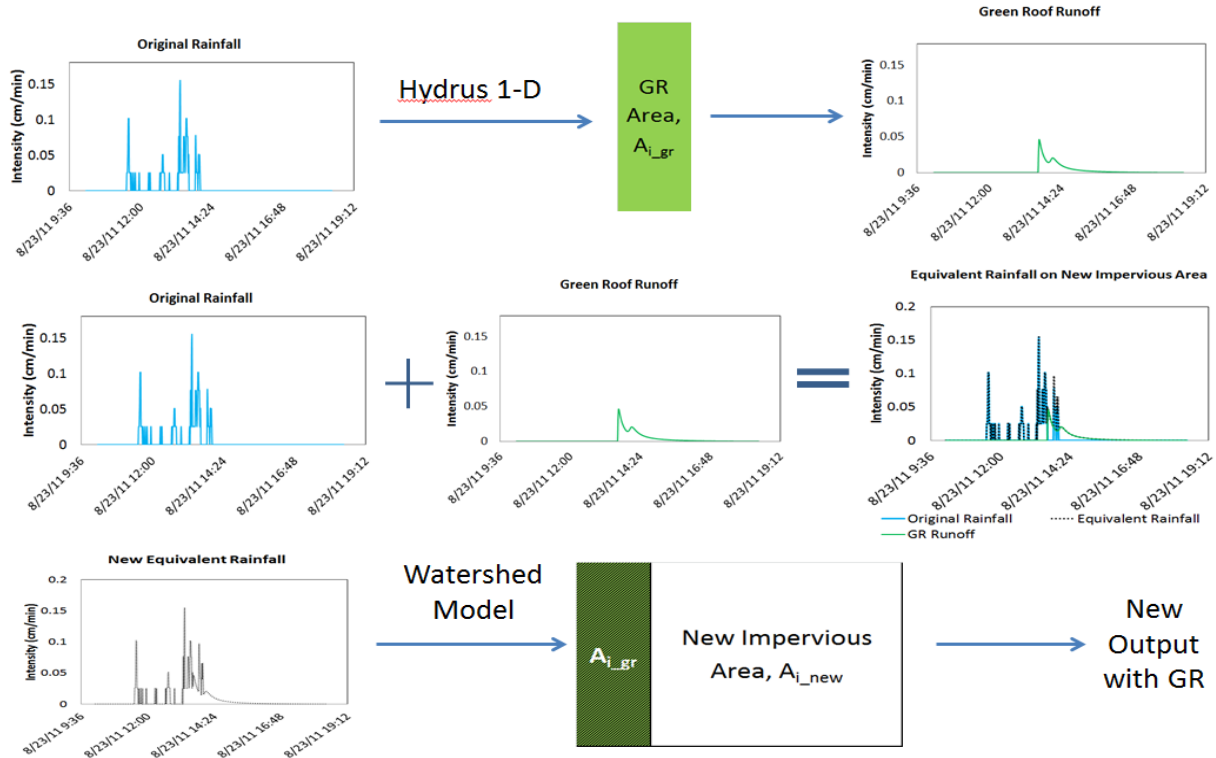 Original Rainfall
Intensity (cm/min)
0.15
0.1
0.05
0
8/23/11 9:36
8/23/11 12:00
8/23/11 14:24
8/23/11 16:48
8/23/11 19:12
Hydrus 1-D
GR
Area,
Ai_gr
Green Roof Runoff
Intensity (cm/min)
0.15
0.1
0.05
0
8/23/11 9:36
8/23/11 12:00
8/23/11 14:24
8/23/11 16:48
8/23/11 19:12
Original Rainfall
Intensity (cm/min)
0.15
0.1
0.05
0
8/23/11 9:36
8/23/11 12:00
8/23/11 14:24
8/23/11 16:48
8/23/11 19:12
+
Green Roof Runoff
Intensity (cm/min)
0.15
0.1
0.05
0
8/23/11 9:36
8/23/11 12:00
8/23/11 14:24
8/23/11 16:48
8/23/11 19:12
=
Equivalent Rainfall on New Impervious Area
Intensity (cm/min)
0.2
0.15
0.1
0.05
0
8/23/11 9:36
8/23/11 12:00
8/23/11 14:24
8/23/11 16:48
8/23/11 19:12
Original Rainfall
Equivalent Rainfall
GR Runoff
New Equivalent Rainfall
Intensity (cm/min)
0.2
0.15
0.1
0.05
0
8/23/11 9:36
8/23/11 12:00
8/23/11 14:24
8/23/11 16:48
8/23/11 19:12
Watershed
Model
Ai_gr
New Impervious
Area, Ai_new
New
Output
with GR